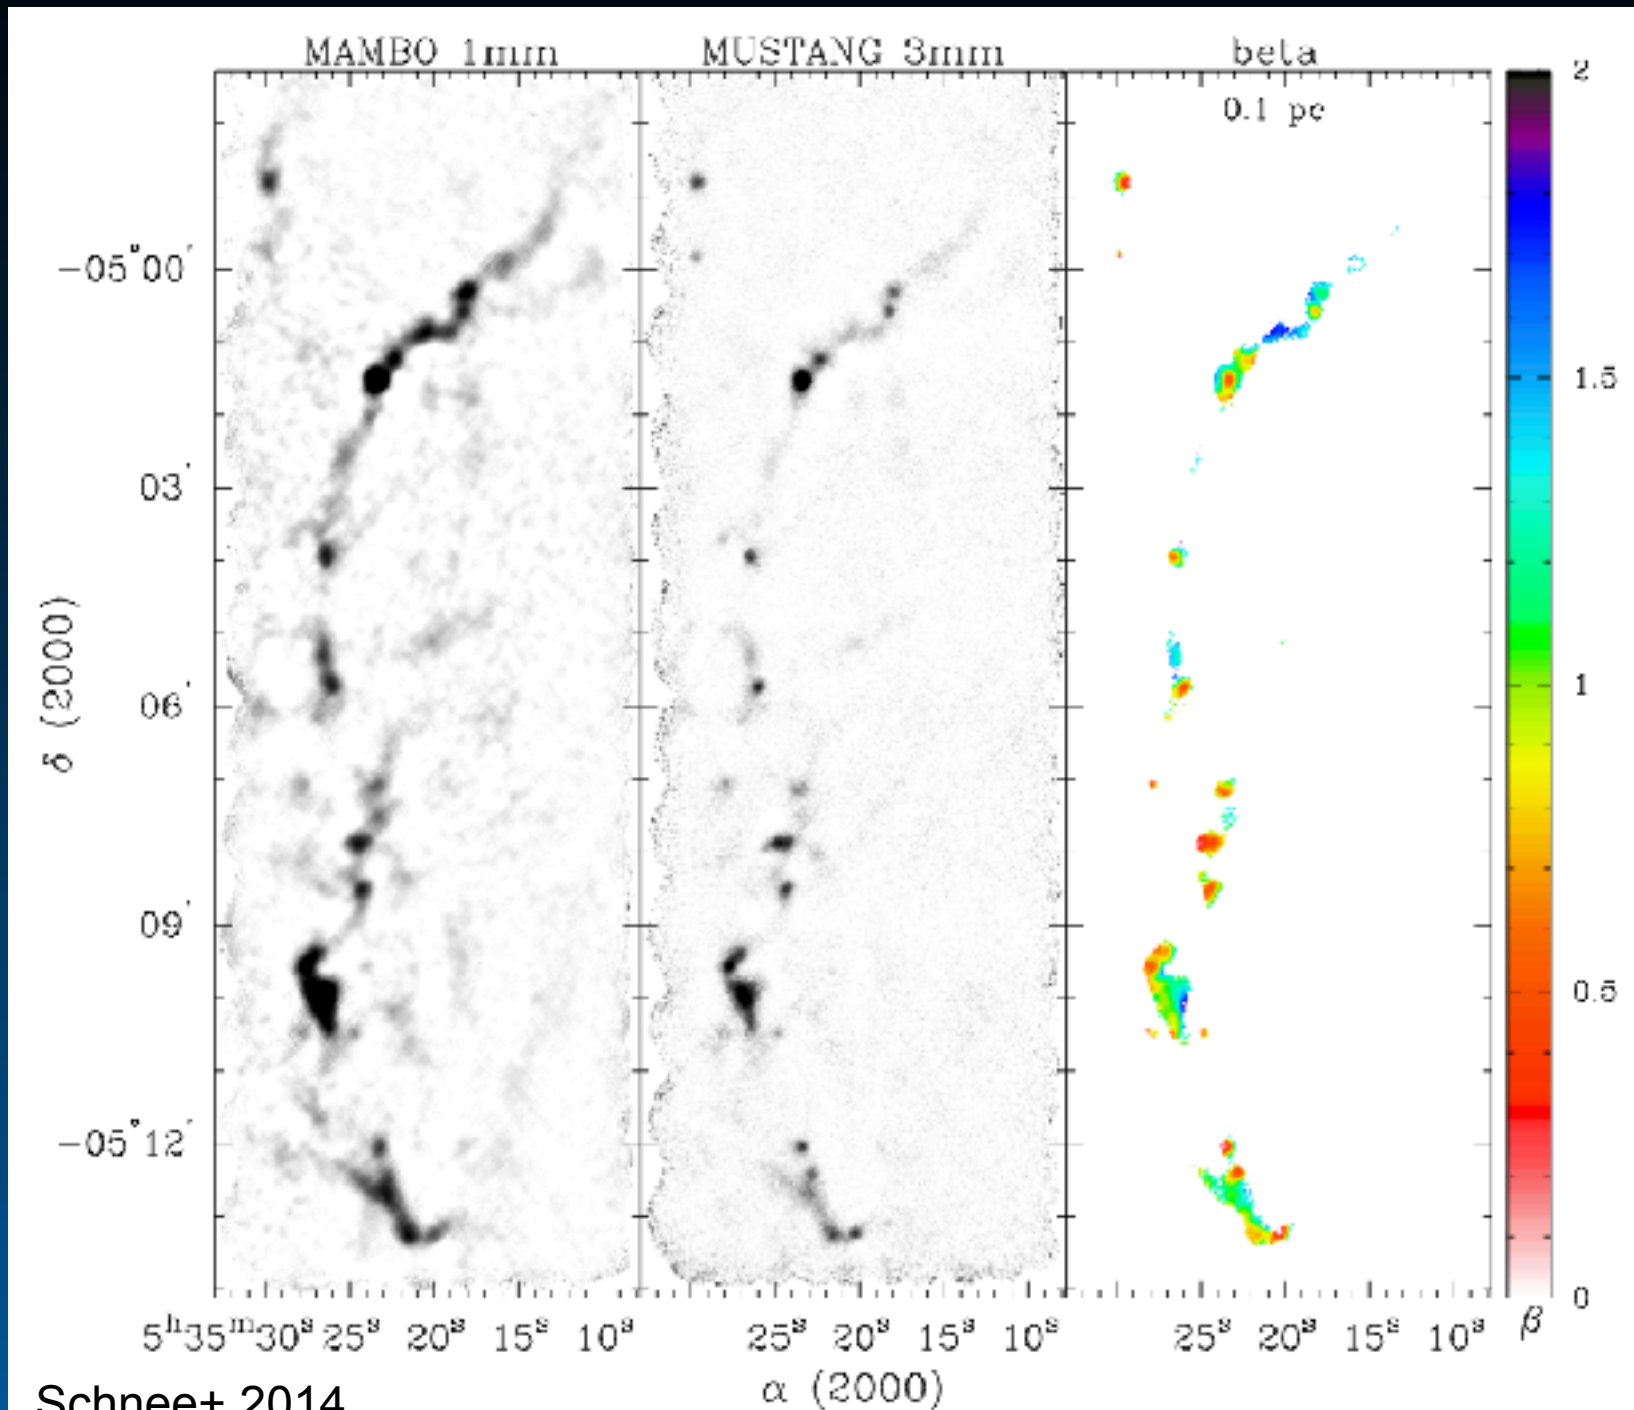 MAMBO 1mm
MUSTANG 3mm
beta
0.1 pc
2
1.5
1
0.5
0
β
−05°00′
03′
06′
09′
−05°12′
δ (2000)
5ʰ35ᵐ30ˢ 25ˢ 20ˢ 15ˢ 10ˢ
25ˢ 20ˢ 15ˢ 10ˢ
25ˢ 20ˢ 15ˢ 10ˢ
α (2000)
Schnee+ 2014